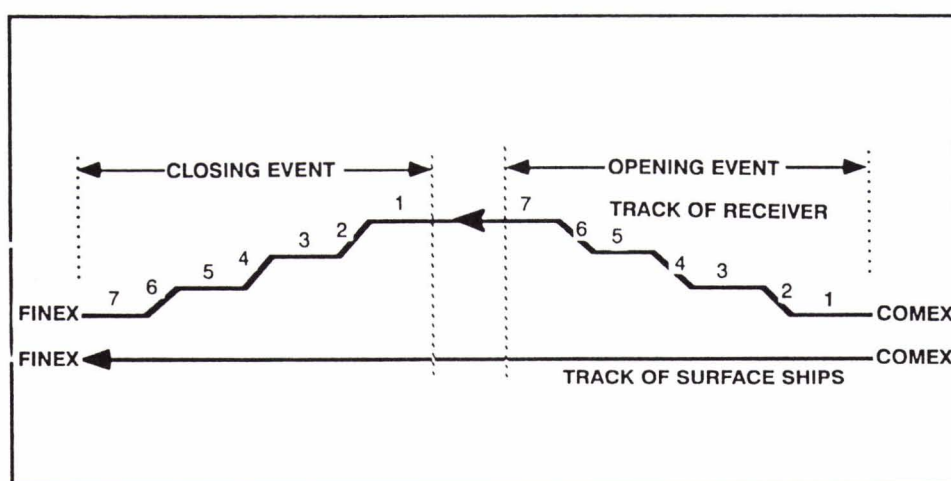 CLOSING EVENT OPENING EVENT
TRACK OF RECEIVER
1 7
2 6
3 5
4 4
5 3
6 2
7 1
FINEX COMEX
FINEX COMEX
TRACK OF SURFACE SHIPS